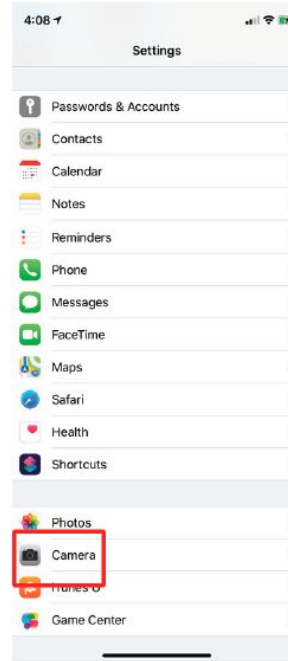 4:08
Settings
Passwords & Accounts
Contacts
Calendar
Notes
Reminders
Phone
Messages
FaceTime
Maps
Safari
Health
Shortcuts
Photos
Camera
iTunes U
Game Center